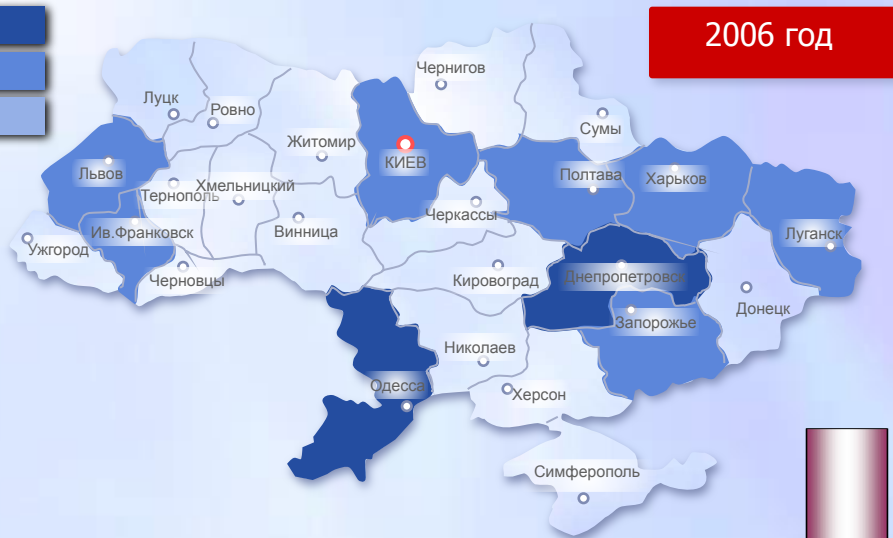 2006 год
Чернигов
Луцк
Ровно
Сумы
Житомир
КИЕВ
Львов
Полтава
Харьков
Тернополь
Хмельницкий
Черкассы
Ив.Франковск
Винница
Луганск
Ужгород
Черновцы
Кировоград
Днепропетровск
Донецк
Запорожье
Николаев
Одесса
Херсон
Симферополь